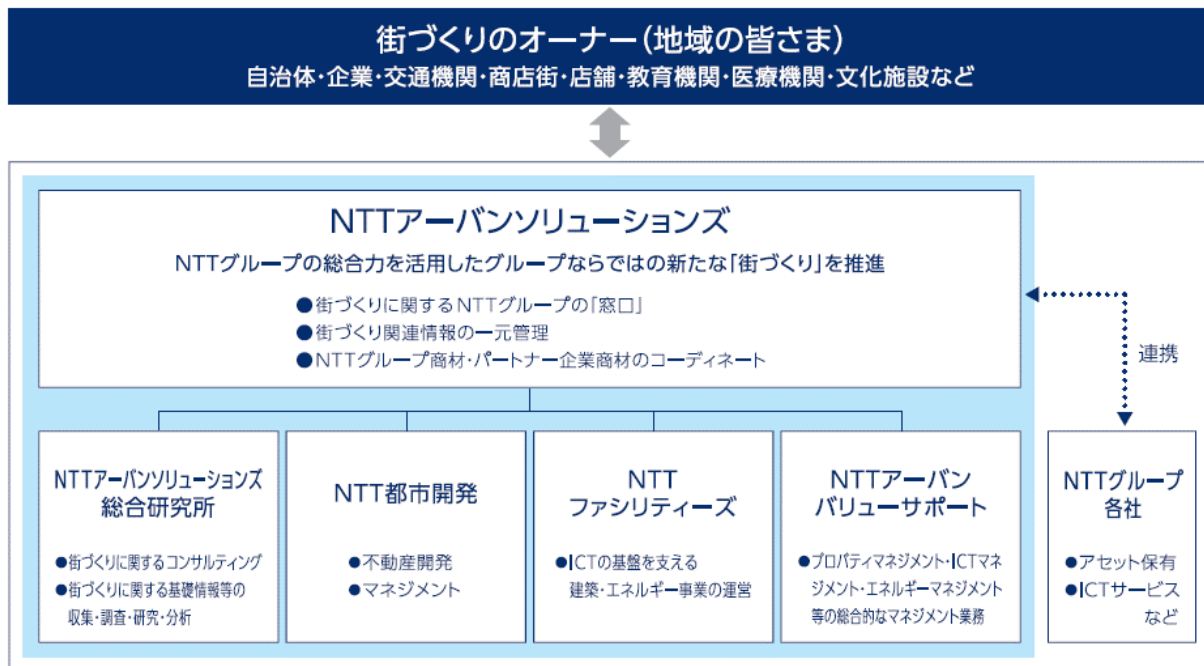 街づくりのオーナー(地域の皆さま)
自治体・企業・交通機関・商店街・店舗・教育機関・医療機関・文化施設など
NTTアーバンソリューションズ
NTTグループの総合力を活用したグループならではの新たな「街づくり」を推進
●街づくりに関するNTTグループの「窓口」
●街づくり関連情報の一元管理
●NTTグループ商材・パートナー企業商材のコーディネート
連携
NTTアーバンソリューションズ
総合研究所
●街づくりに関するコンサルティング
●街づくりに関する基礎情報等の
収集・調査・研究・分析
NTT都市開発
●不動産開発
●マネジメント
NTT
ファシリティーズ
●ICTの基盤を支える
建築・エネルギー事業の運営
NTTアーバン
バリューサポート
●プロパティマネジメント・ICTマネ
ジメント・エネルギーマネジメント
等の総合的なマネジメント業務
NTTグループ
各社
●アセット保有
●ICTサービス
など